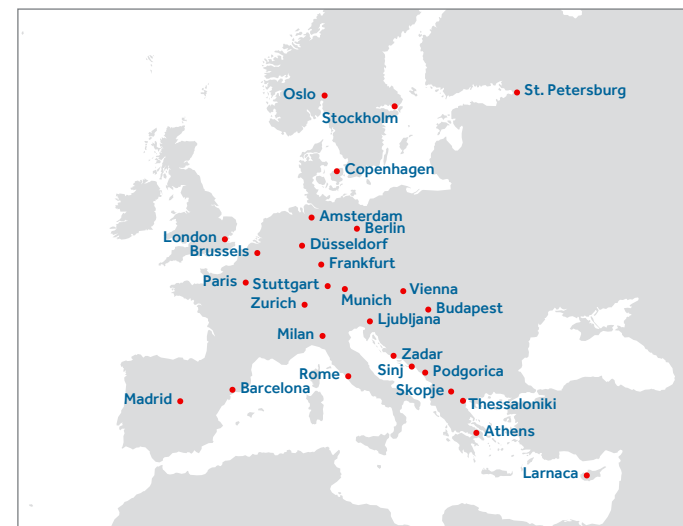 Oslo
St. Petersburg
Stockholm
Copenhagen
Amsterdam
Berlin
London
Düsseldorf
Brussels
Frankfurt
Paris
Stuttgart
Munich
Vienna
Zurich
Budapest
Ljubljana
Milan
Zadar
Sinj
Podgorica
Rome
Barcelona
Skopje
Madrid
Thessaloniki
Athens
Larnaca